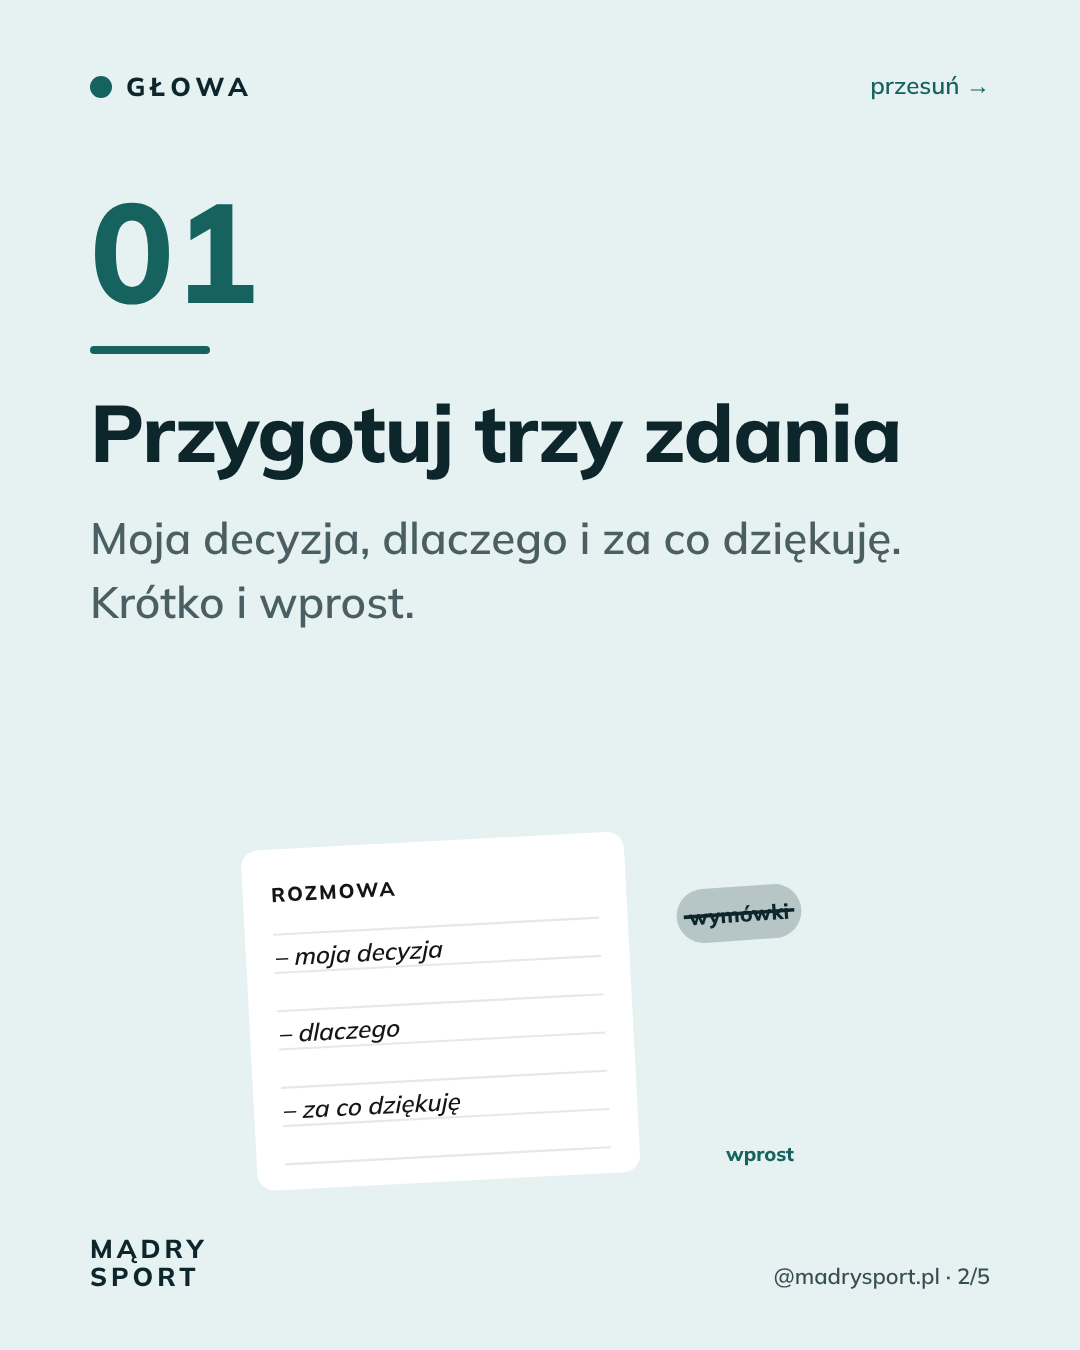 GŁOWA
przesuń →
01
Przygotuj trzy zdania
Moja decyzja, dlaczego i za co dziękuję.
Krótko i wprost.
ROZMOWA
– moja decyzja
– dlaczego
– za co dziękuję
wymówki
wprost
MĄDRY
SPORT
@madrysport.pl · 2/5